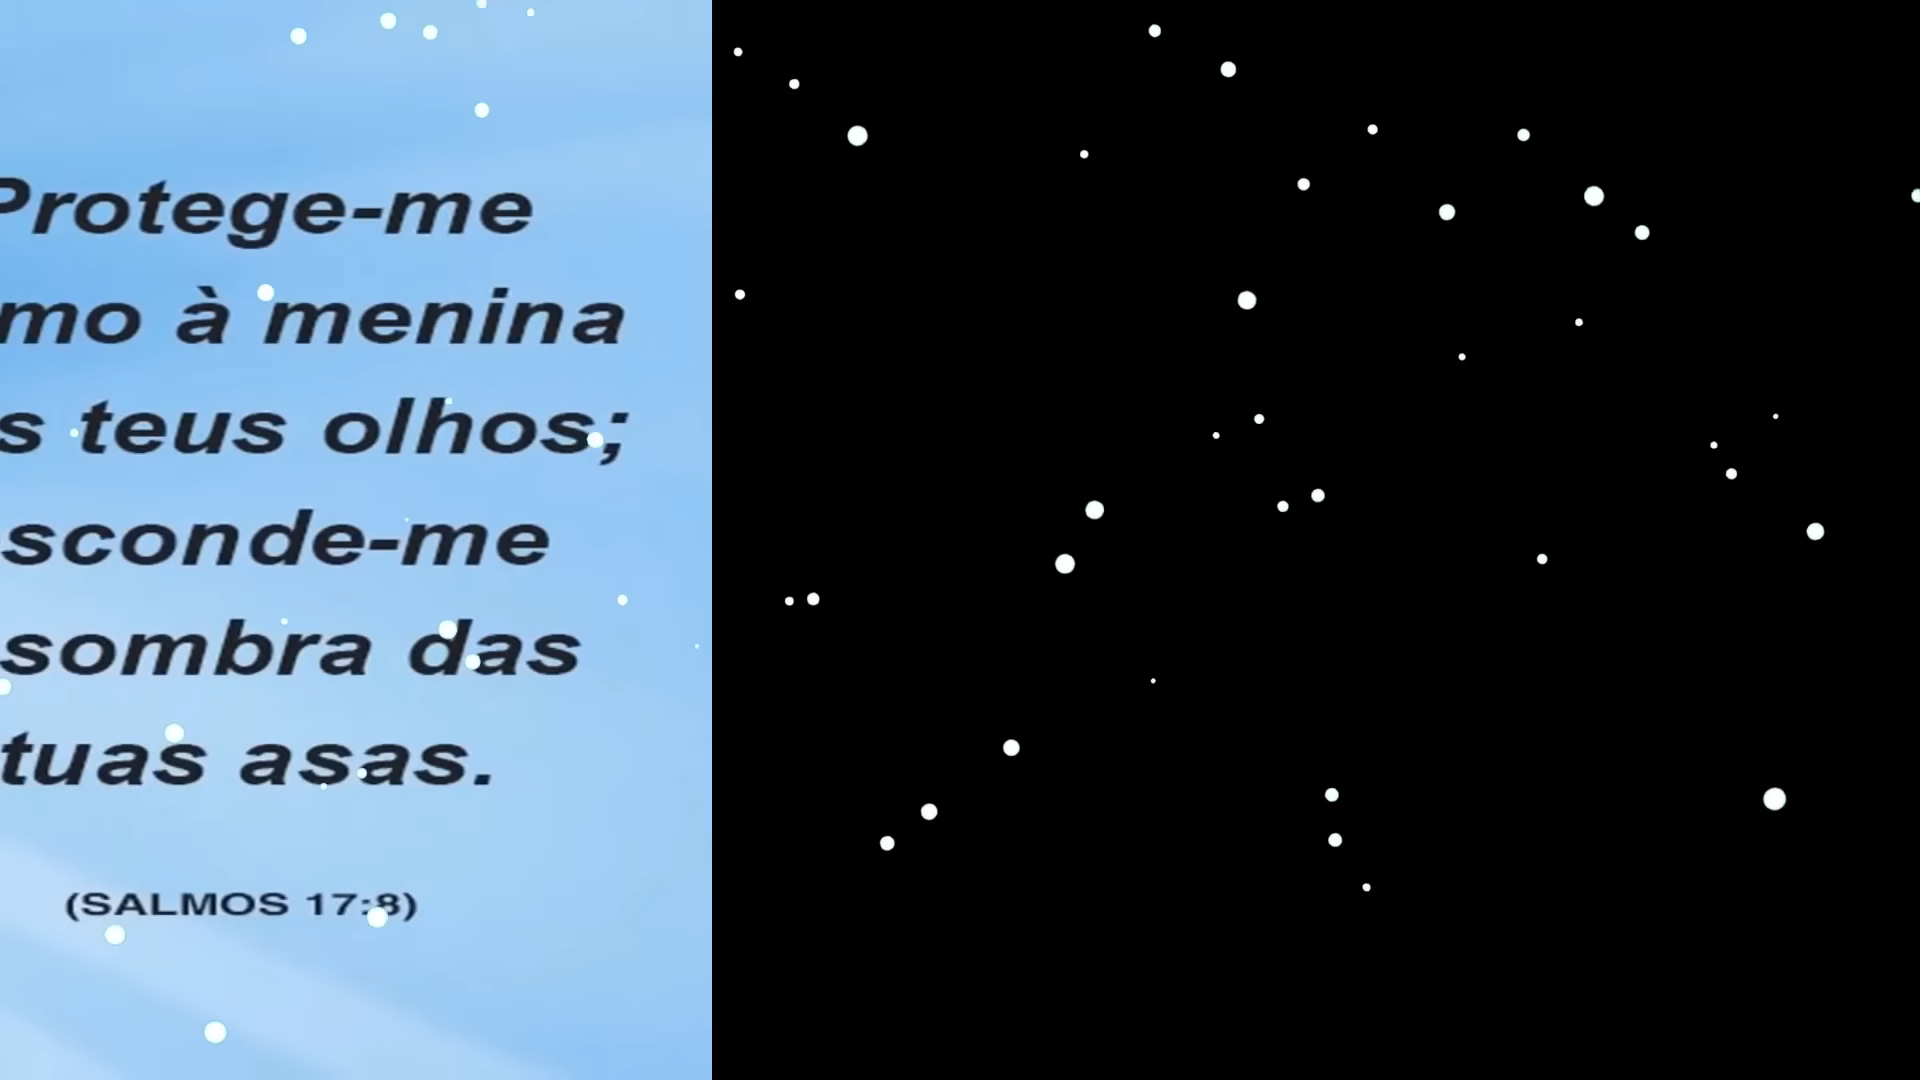 Protege-me
mo à menina
s teus olhos;
sconde-me
sombra das
tuas asas.
(SALMOS 17:8)